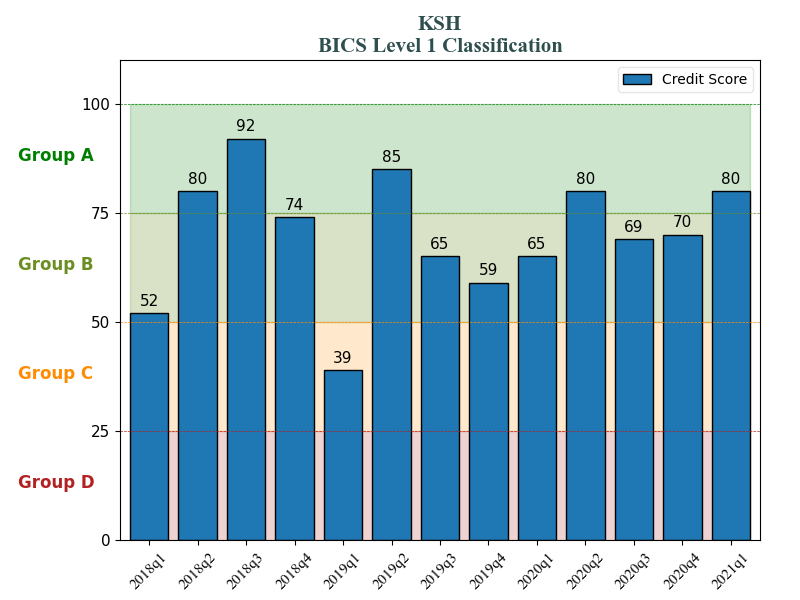 KSH
BICS Level 1 Classification
Credit Score
100
75
50
25
0
Group A
Group B
Group C
Group D
52
80
92
74
39
85
65
59
65
80
69
70
80
2018q1
2018q2
2018q3
2018q4
2019q1
2019q2
2019q3
2019q4
2020q1
2020q2
2020q3
2020q4
2021q1